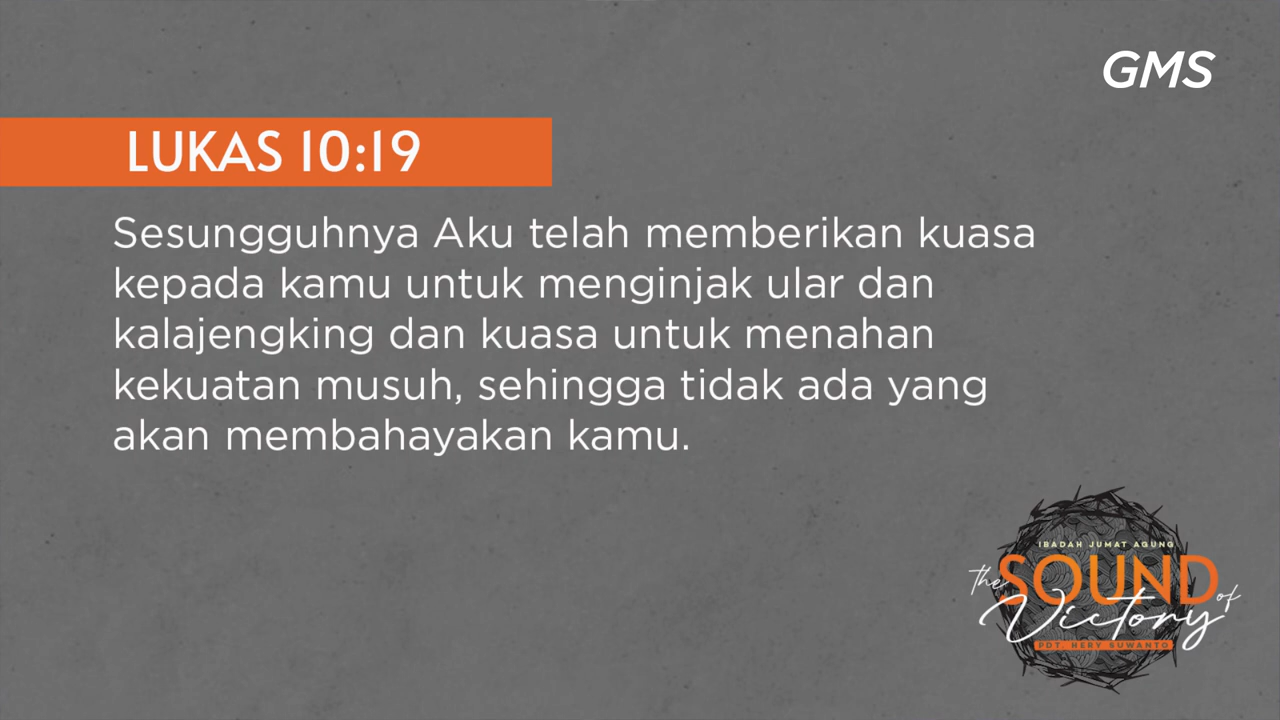 GMS
LUKAS 10:19
Sesungguhnya Aku telah memberikan kuasa
kepada kamu untuk menginjak ular dan
kalajengking dan kuasa untuk menahan
kekuatan musuh, sehingga tidak ada yang
akan membahayakan kamu.
IBADAH JUMAT AGUNG
The SOUND of
Victory
PDT. HERY SUWANTO